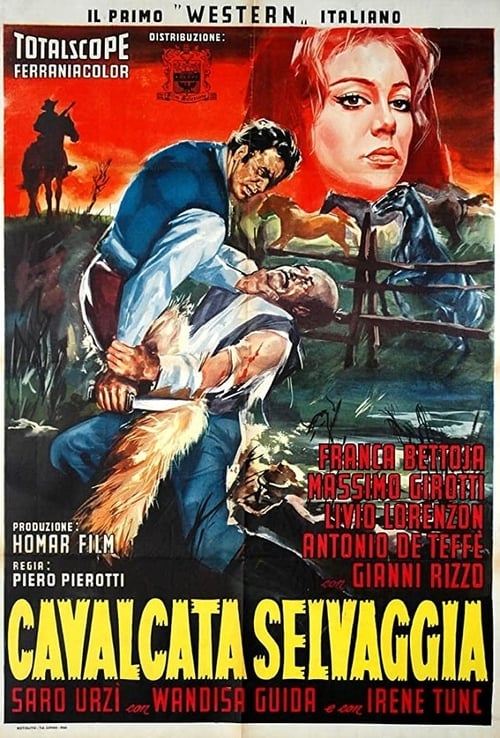 IL PRIMO "WESTERN" ITALIANO
TOTALSCOPE
FERRANIACOLOR
DISTRIBUZIONE:
FRANCA BETTOJA
MASSIMO GIROTTI
LIVIO LORENZON
ANTONIO DE TEFFÈ
con GIANNI RIZZO
PRODUZIONE:
HOMAR FILM
REGIA:
PIERO PIEROTTI
CAVALCATA SELVAGGIA
SARO URZÌ con WANDISA GUIDA e con IRENE TUNC